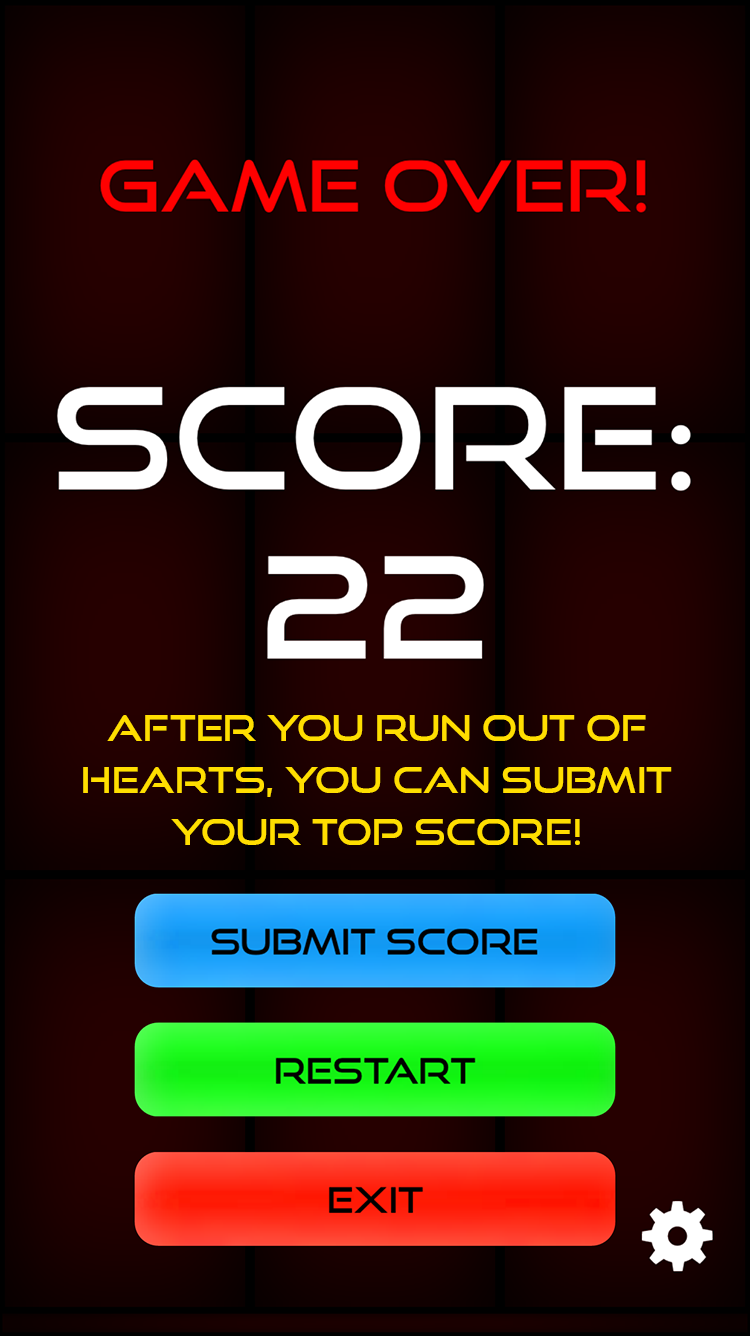 GAME OVER!
SCORE:
22
AFTER YOU RUN OUT OF
HEARTS, YOU CAN SUBMIT
YOUR TOP SCORE!
SUBMIT SCORE
RESTART
EXIT